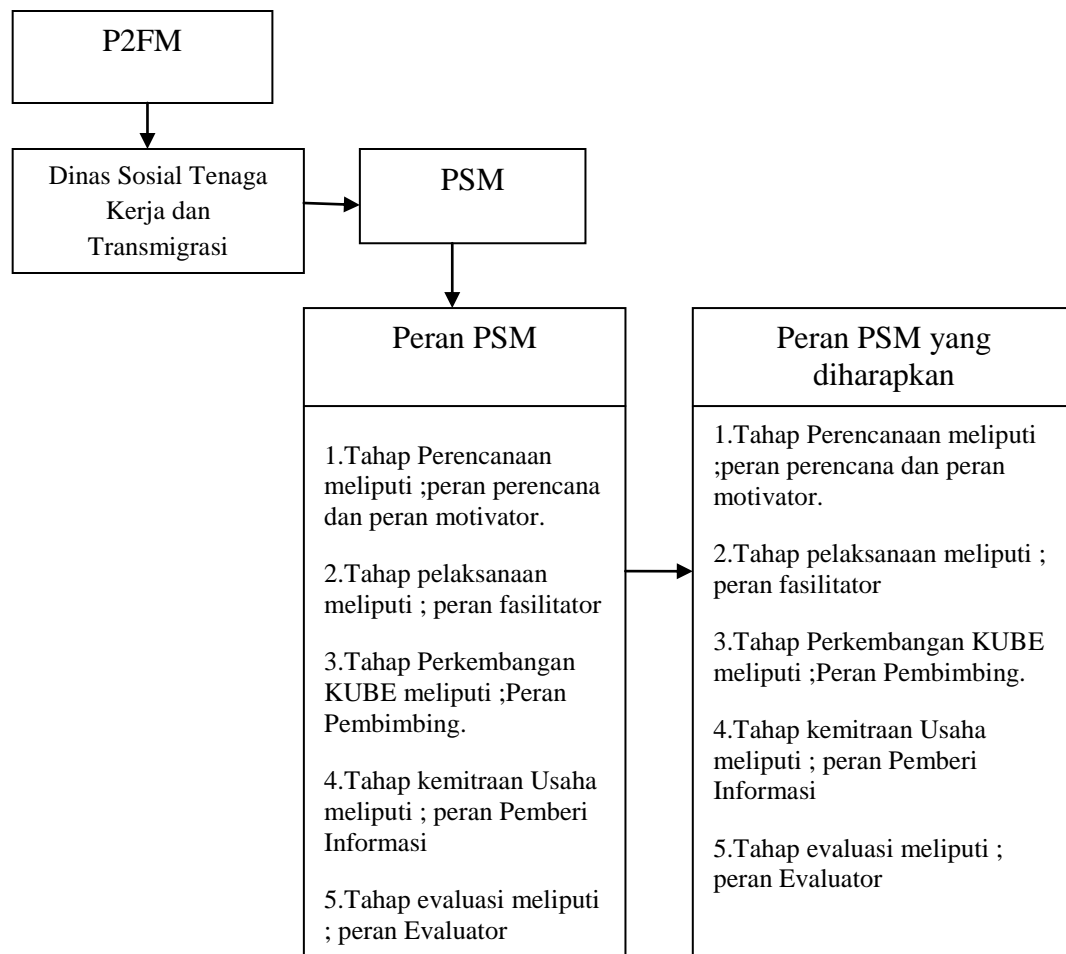 P2FM
Dinas Sosial Tenaga
Kerja dan
Transmigrasi
PSM
Peran PSM
1.Tahap Perencanaan
meliputi ;peran perencana
dan peran motivator.
2.Tahap pelaksanaan
meliputi ; peran fasilitator
3.Tahap Perkembangan
KUBE meliputi ;Peran
Pembimbing.
4.Tahap kemitraan Usaha
meliputi ; peran Pemberi
Informasi
5.Tahap evaluasi meliputi
; peran Evaluator
Peran PSM yang
diharapkan
1.Tahap Perencanaan meliputi
;peran perencana dan peran
motivator.
2.Tahap pelaksanaan meliputi ;
peran fasilitator
3.Tahap Perkembangan KUBE
meliputi ;Peran Pembimbing.
4.Tahap kemitraan Usaha
meliputi ; peran Pemberi
Informasi
5.Tahap evaluasi meliputi ;
peran Evaluator